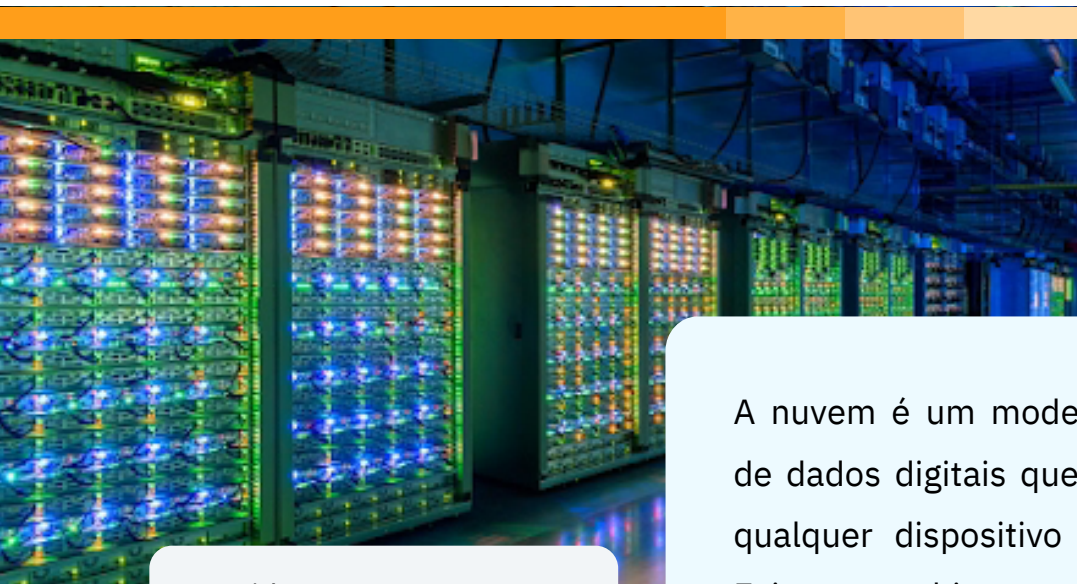 A nuvem é um mode
de dados digitais que
qualquer dispositivo